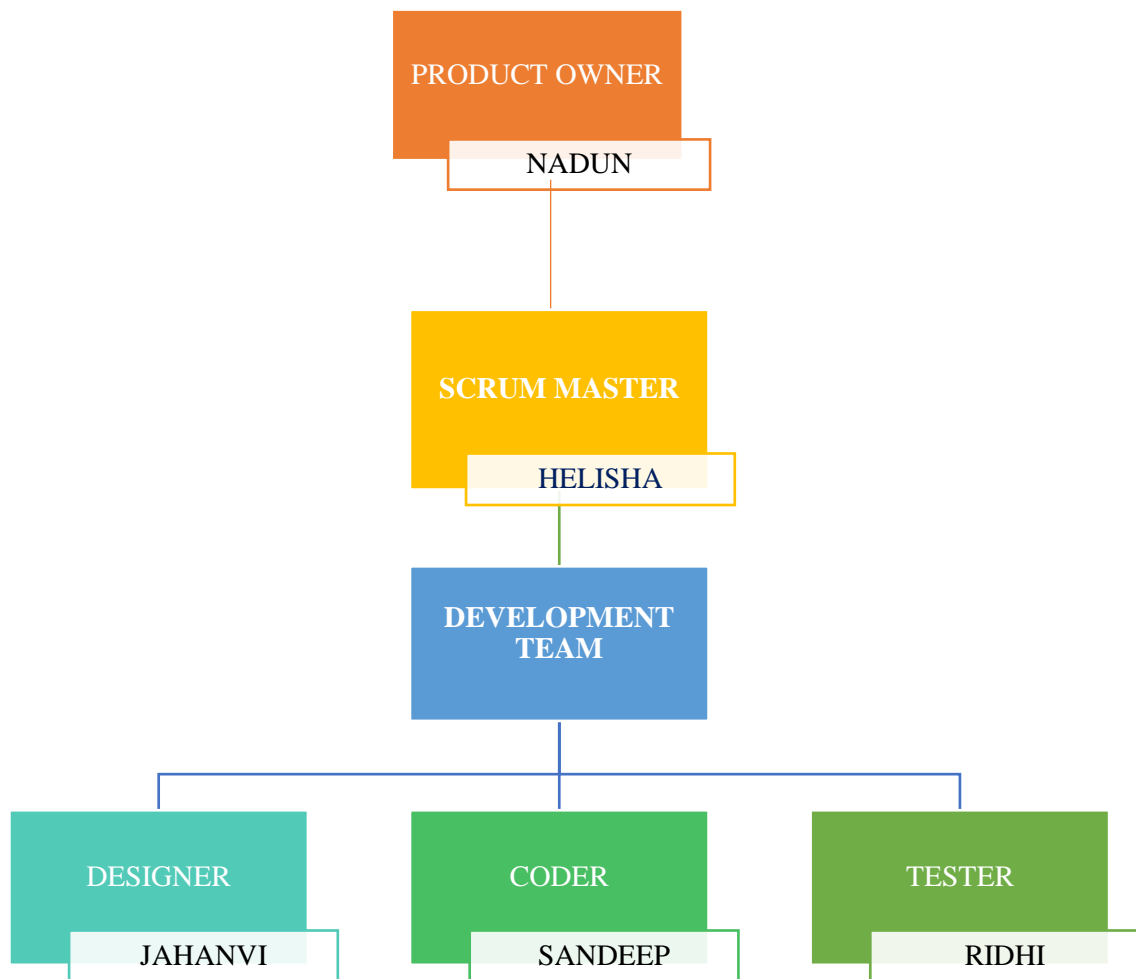 PRODUCT OWNER
NADUN
SCRUM MASTER
HELISHA
DEVELOPMENT
TEAM
DESIGNER
JAHANVI
CODER
SANDEEP
TESTER
RIDHI